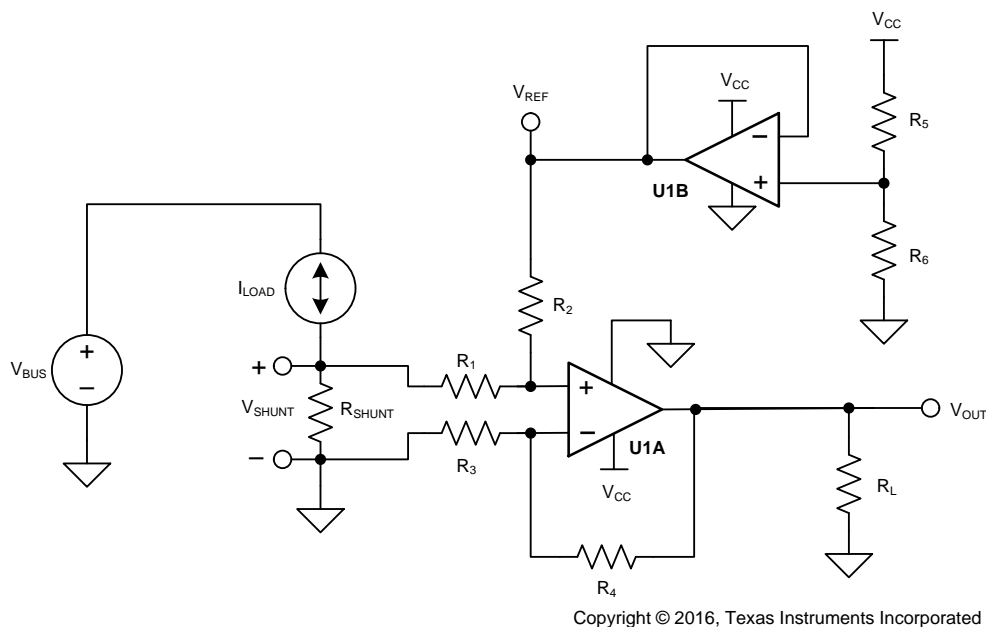 VCC
VCC
VREF
R5
−
+
U1B
R6
ILOAD
R2
VBUS
+
−
+
R1
VSHUNT
RSHUNT
+
−
VOUT
−
R3
U1A
VCC
RL
R4
Copyright © 2016, Texas Instruments Incorporated